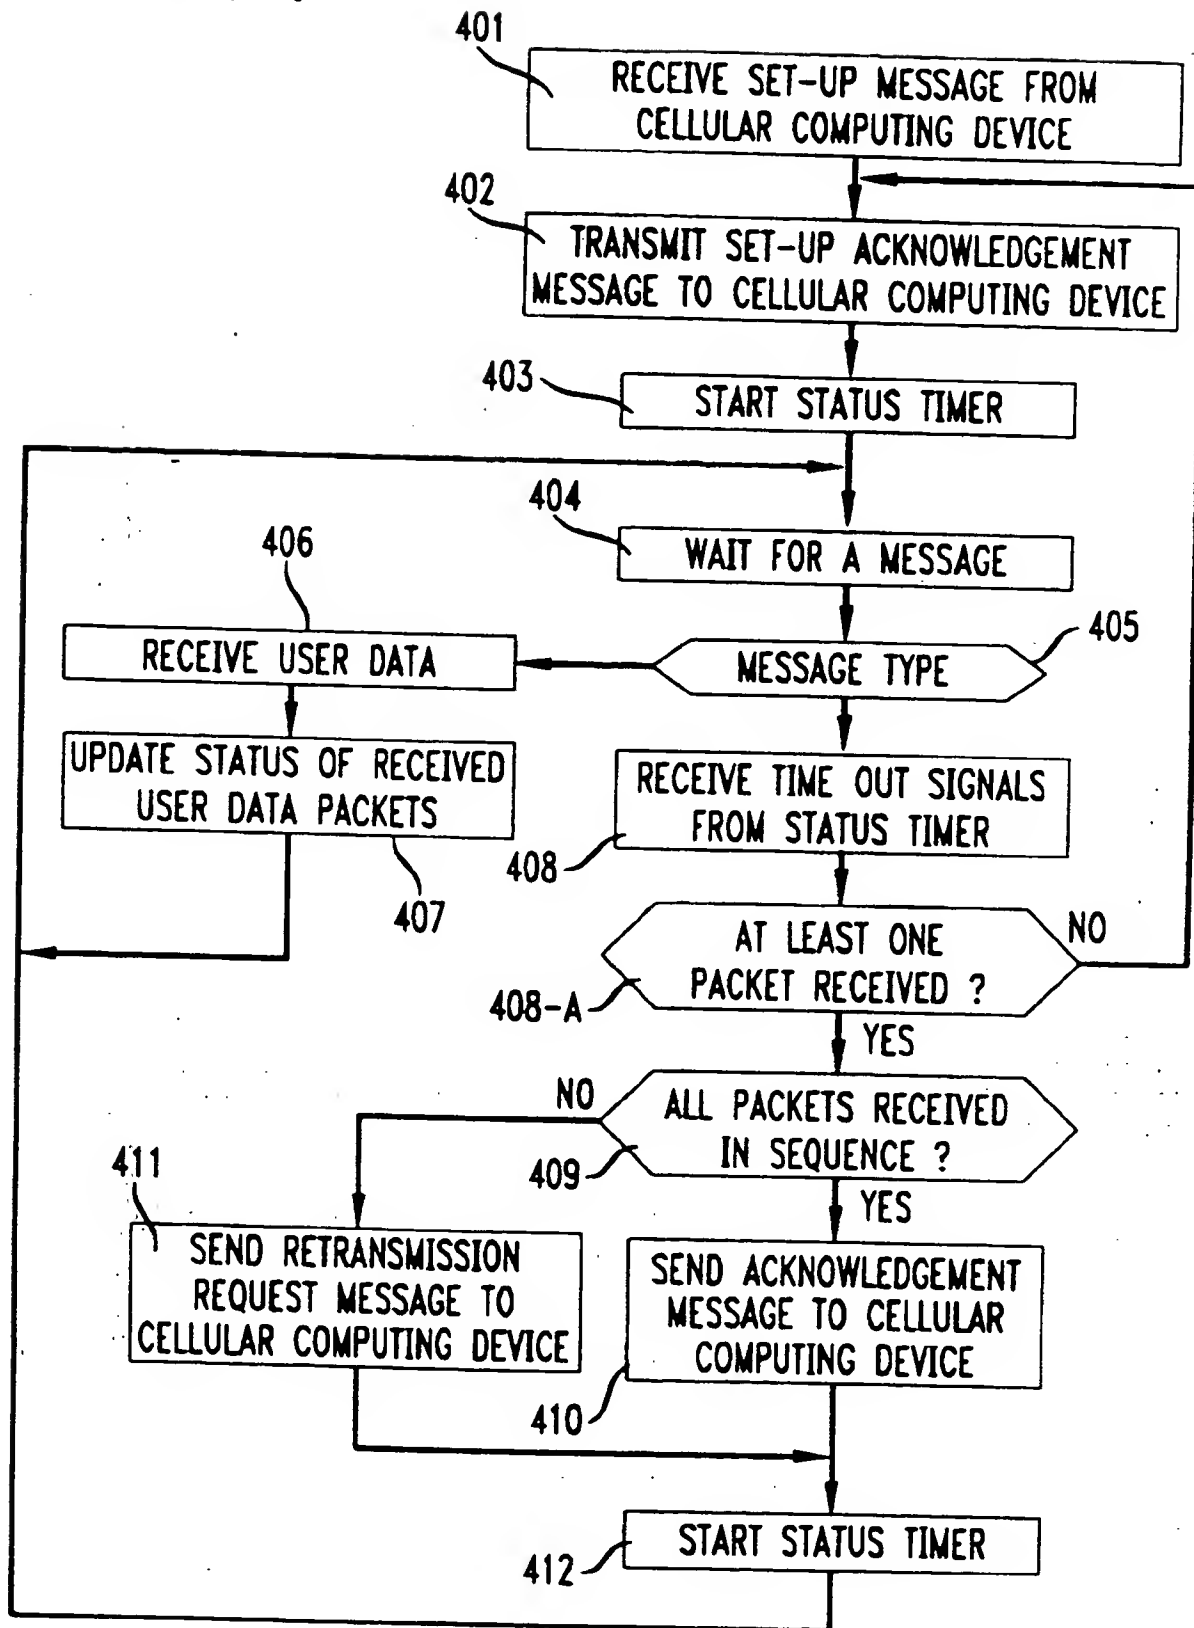 401
RECEIVE SET-UP MESSAGE FROM
CELLULAR COMPUTING DEVICE
402
TRANSMIT SET-UP ACKNOWLEDGEMENT
MESSAGE TO CELLULAR COMPUTING DEVICE
403
START STATUS TIMER
404
WAIT FOR A MESSAGE
405
MESSAGE TYPE
406
RECEIVE USER DATA
UPDATE STATUS OF RECEIVED
USER DATA PACKETS
407
RECEIVE TIME OUT SIGNALS
FROM STATUS TIMER
408
AT LEAST ONE
PACKET RECEIVED ?
408-A
NO
YES
ALL PACKETS RECEIVED
IN SEQUENCE ?
409
NO
YES
411
SEND RETRANSMISSION
REQUEST MESSAGE TO
CELLULAR COMPUTING DEVICE
SEND ACKNOWLEDGEMENT
MESSAGE TO CELLULAR
COMPUTING DEVICE
410
START STATUS TIMER
412